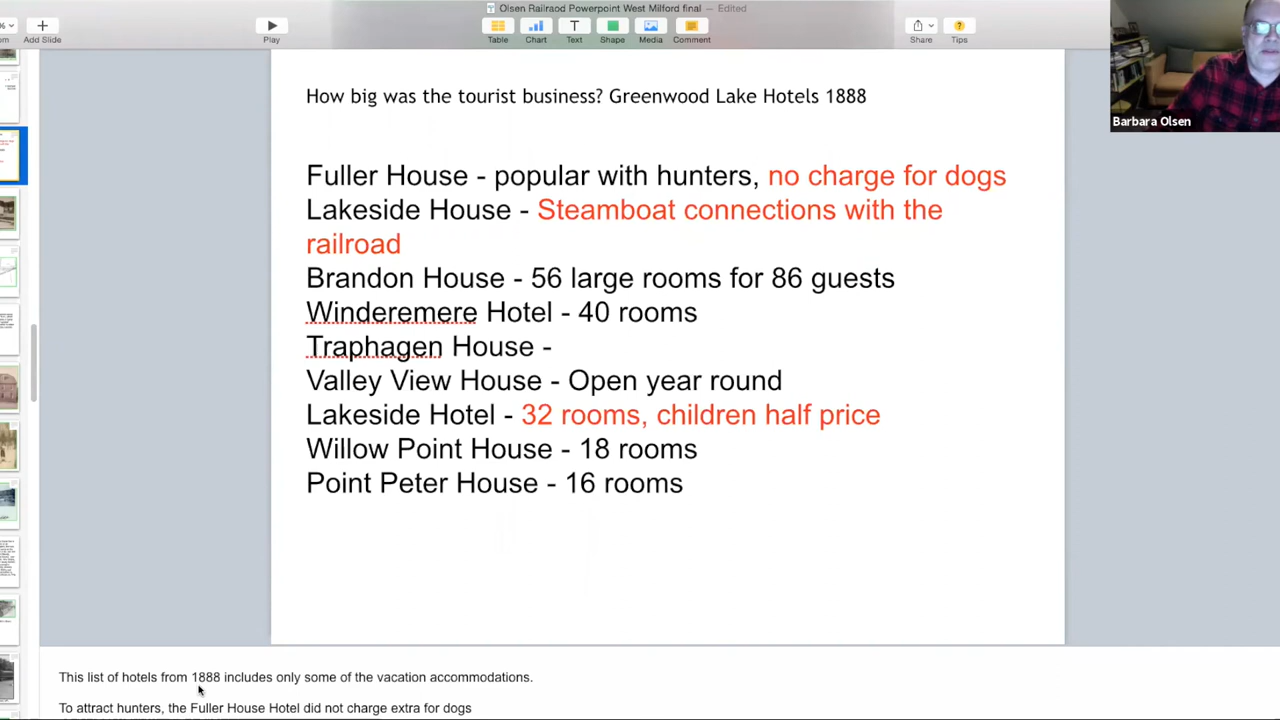 Olsen Railraod Powerpoint West Milford final — Edited
%
Add Slide
Play
Table
Chart
Text
Shape
Media
Comment
Share
Tips
Barbara Olsen
How big was the tourist business? Greenwood Lake Hotels 1888
Fuller House - popular with hunters, no charge for dogs
Lakeside House - Steamboat connections with the
railroad
Brandon House - 56 large rooms for 86 guests
Winderemere Hotel - 40 rooms
Traphagen House -
Valley View House - Open year round
Lakeside Hotel - 32 rooms, children half price
Willow Point House - 18 rooms
Point Peter House - 16 rooms
This list of hotels from 1888 includes only some of the vacation accommodations.
To attract hunters, the Fuller House Hotel did not charge extra for dogs